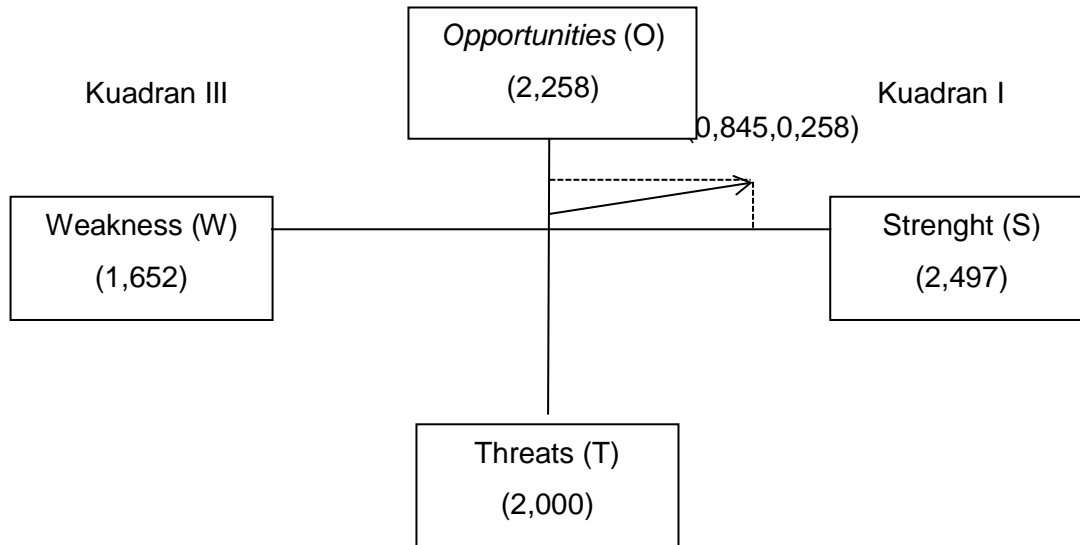 Opportunities (O)
(2,258)
Kuadran III
Kuadran I
(0,845,0,258)
Weakness (W)
(1,652)
Strenght (S)
(2,497)
Threats (T)
(2,000)